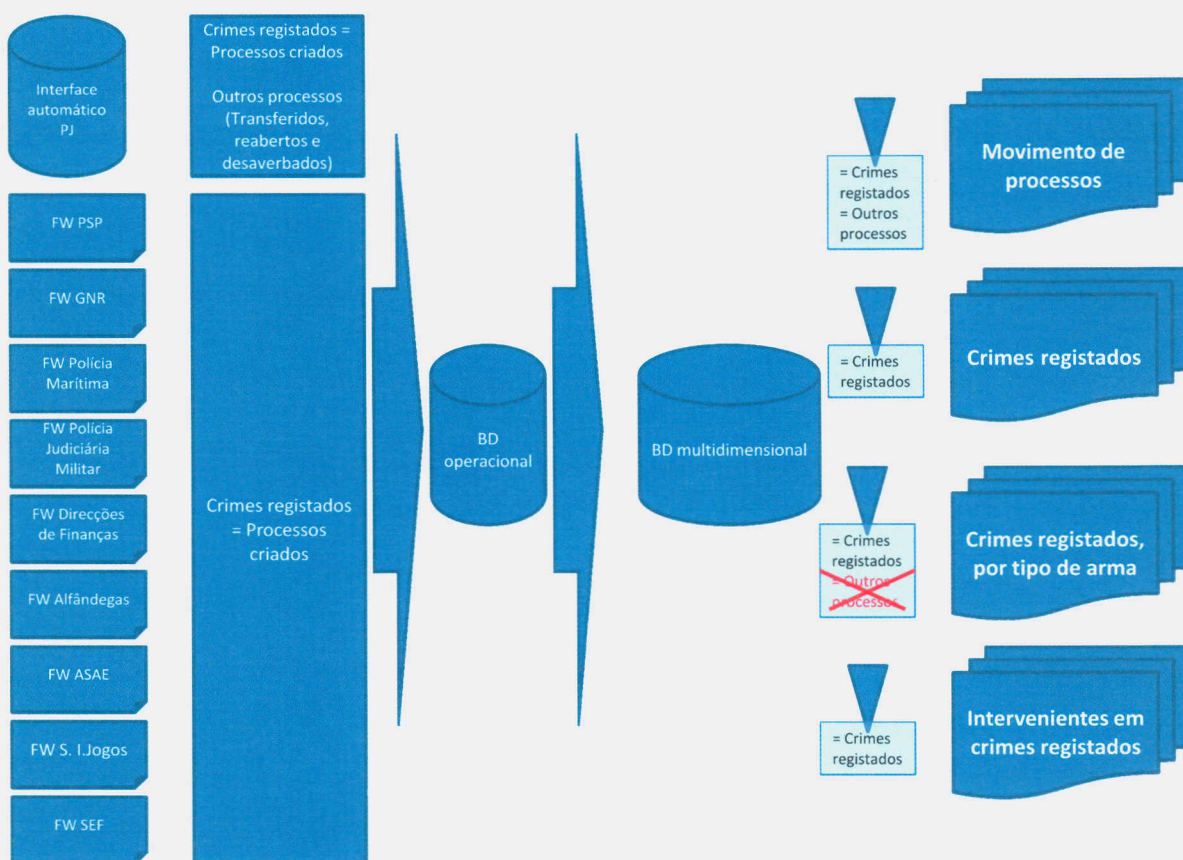 Interface
automático
PJ
Crimes registados =
Processos criados
Outros processos
(Transferidos,
reabertos e
desaverbados)
FW PSP
FW GNR
FW Polícia
Marítima
FW Polícia
Judiciária
Militar
FW Direcções
de Finanças
FW Alfândegas
FW ASAE
FW S. I.Jogos
FW SEF
Crimes registados
= Processos
criados
BD
operacional
BD multidimensional
= Crimes
registados
= Outros
processos
Movimento de
processos
= Crimes
registados
Crimes registados
= Crimes
registados
= Outros
processos
Crimes registados,
por tipo de arma
= Crimes
registados
Intervenientes em
crimes registados